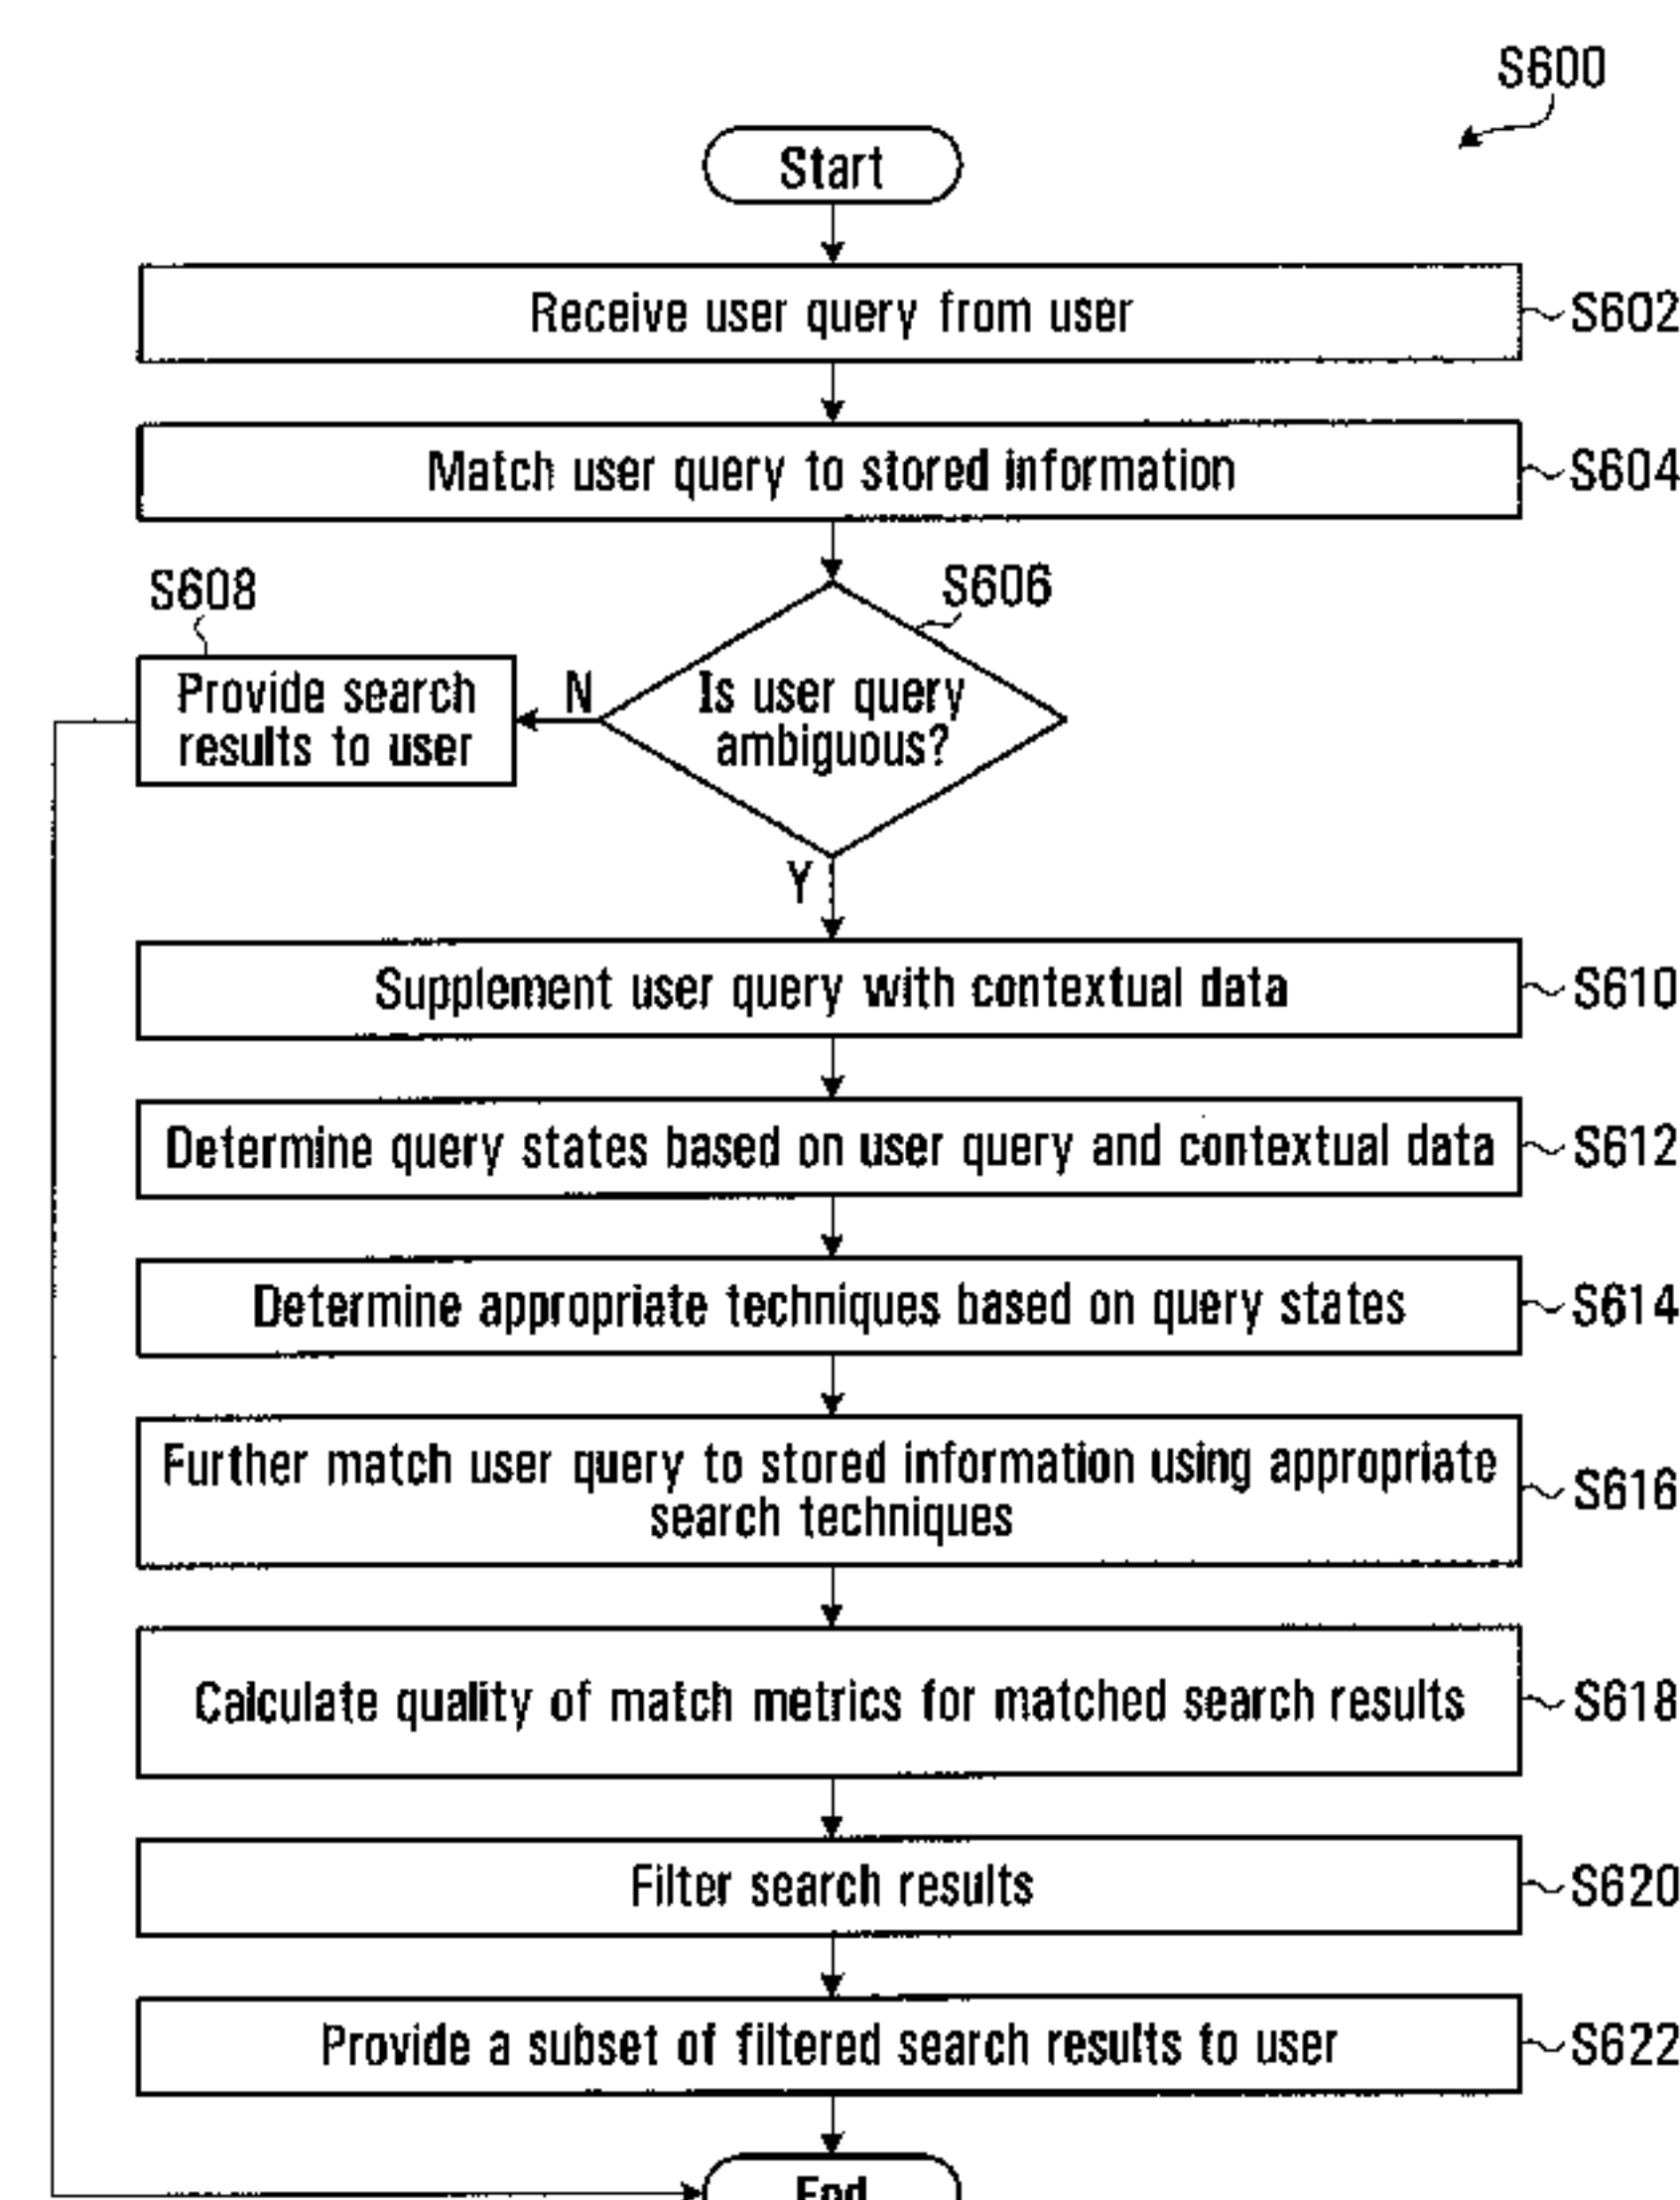 S600
Start
Receive user query from user
S602
Match user query to stored information
S604
S608
S606
Provide search
results to user
N
Is user query
ambiguous?
Y
Supplement user query with contextual data
S610
Determine query states based on user query and contextual data
S612
Determine appropriate techniques based on query states
S614
Further match user query to stored information using appropriate
search techniques
S616
Calculate quality of match metrics for matched search results
S618
Filter search results
S620
Provide a subset of filtered search results to user
S622
End